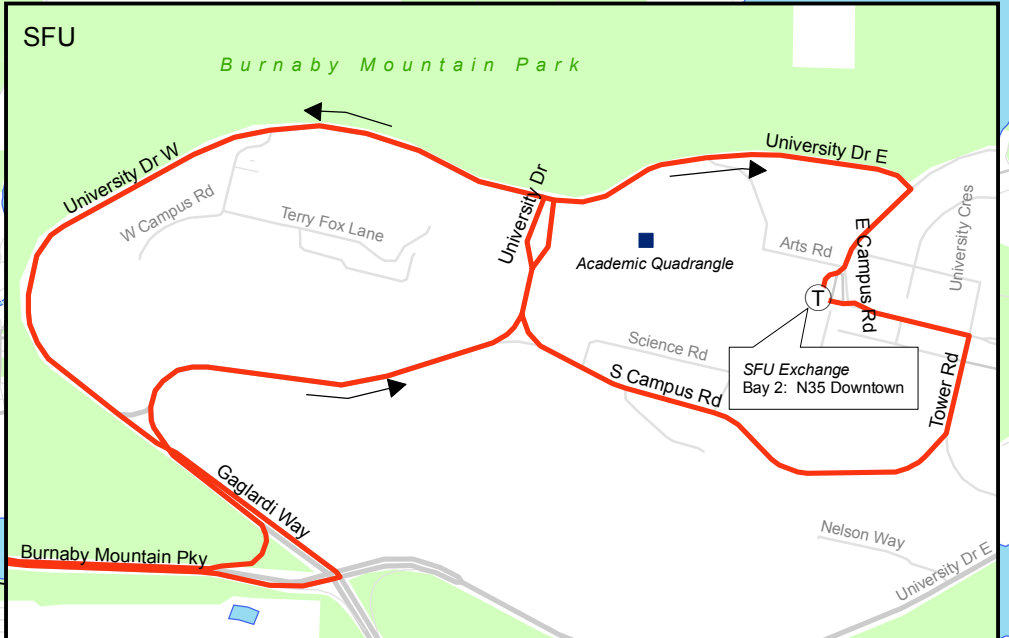 SFU
Burnaby Mountain Park
University Dr W
University Dr E
W Campus Rd
Terry Fox Lane
University Dr
Academic Quadrangle
Arts Rd
E Campus Rd
University Cres
T
Science Rd
SFU Exchange
Bay 2: N35 Downtown
S Campus Rd
Tower Rd
Gaglardi Way
Nelson Way
Burnaby Mountain Pky
University Dr E